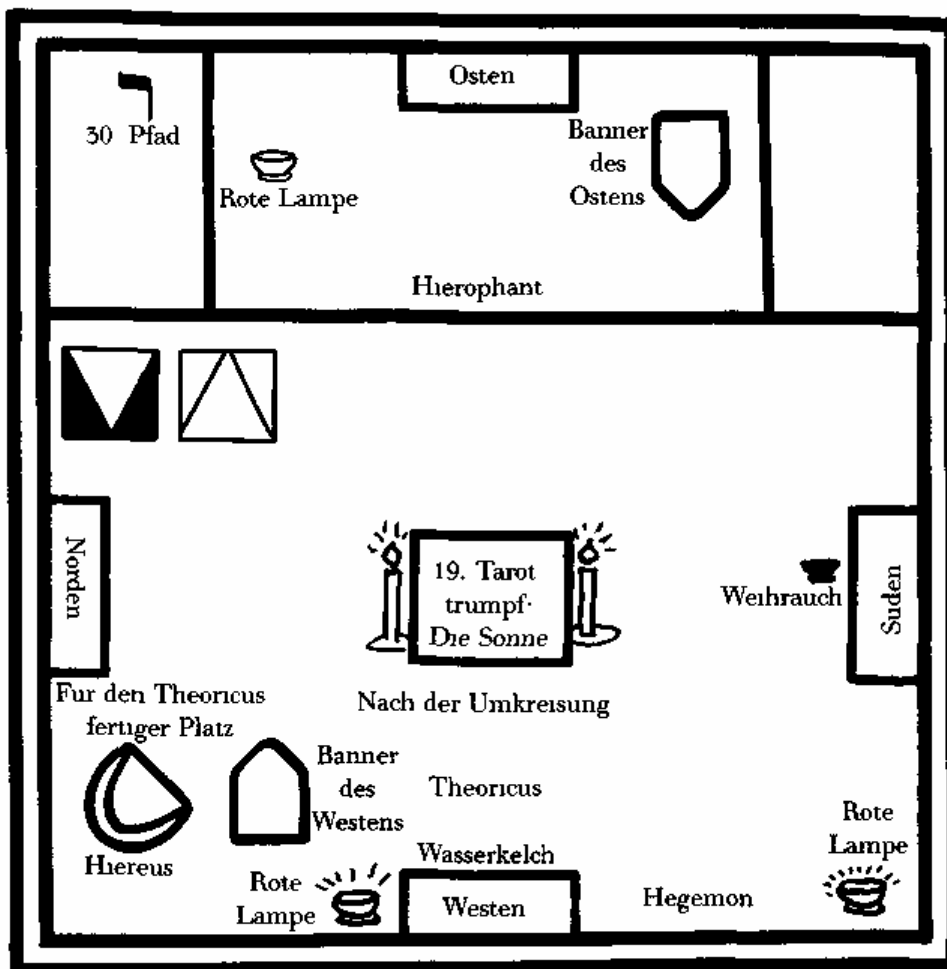 Osten
30 Pfad
Rote Lampe
Banner
des
Ostens
Hierophant
Norden
19. Tarot
trumpf·
Die Sonne
Weihrauch
Suden
Fur den Theoricus
fertiger Platz
Nach der Umkreisung
Banner
des
Westens
Theoricus
Hiereus
Wasserkelch
Rote
Lampe
Westen
Hegemon
Rote
Lampe